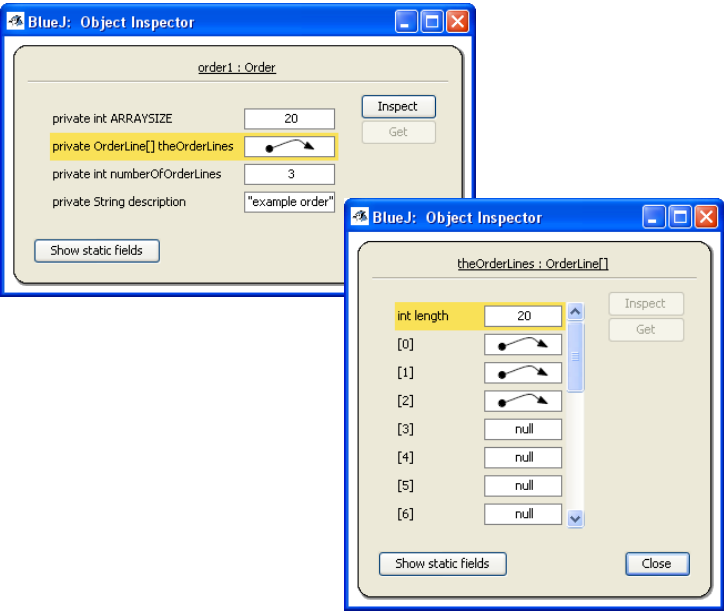 BlueJ: Object Inspector
order1 : Order
private int ARRAYSIZE 20
Inspect
private OrderLine[] theOrderLines
Get
private int numberOfOrderLines 3
private String description "example order"
Show static fields
BlueJ: Object Inspector
theOrderLines : OrderLine[]
int length 20
Inspect
Get
[0]
[1]
[2]
[3] null
[4] null
[5] null
[6] null
Show static fields
Close